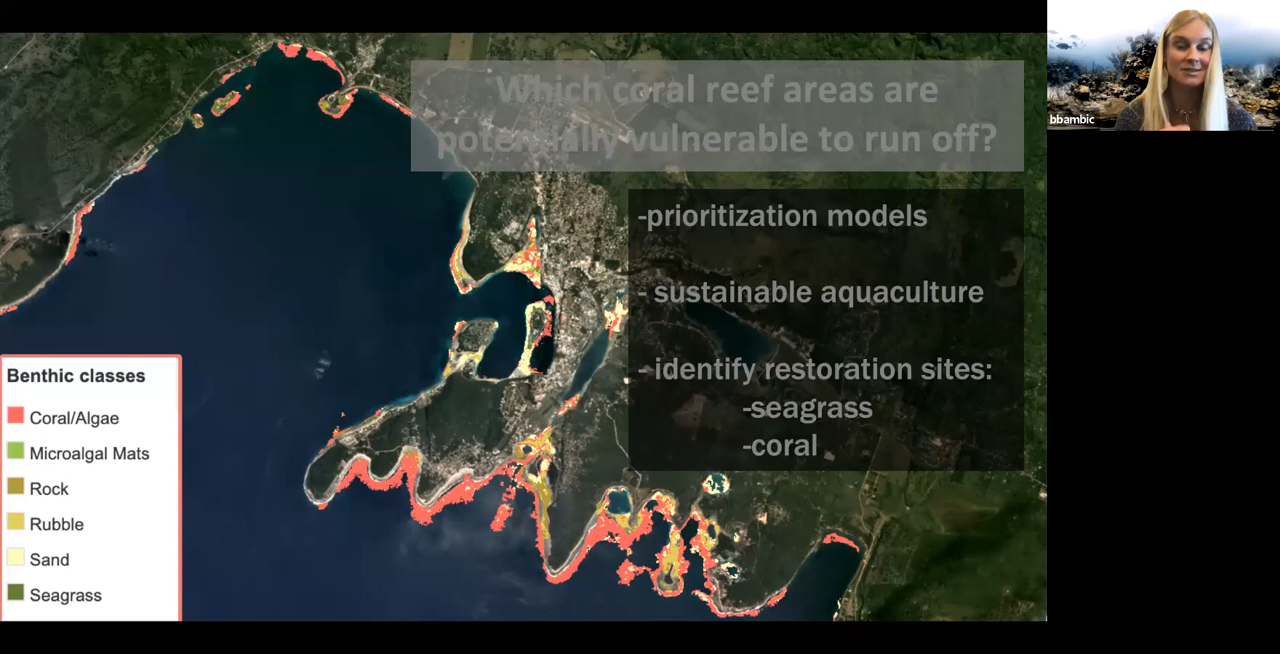 Which coral reef areas are
potentially vulnerable to run off?
bbambic
-prioritization models
- sustainable aquaculture
- identify restoration sites:
-seagrass
-coral
Benthic classes
Coral/Algae
Microalgal Mats
Rock
Rubble
Sand
Seagrass